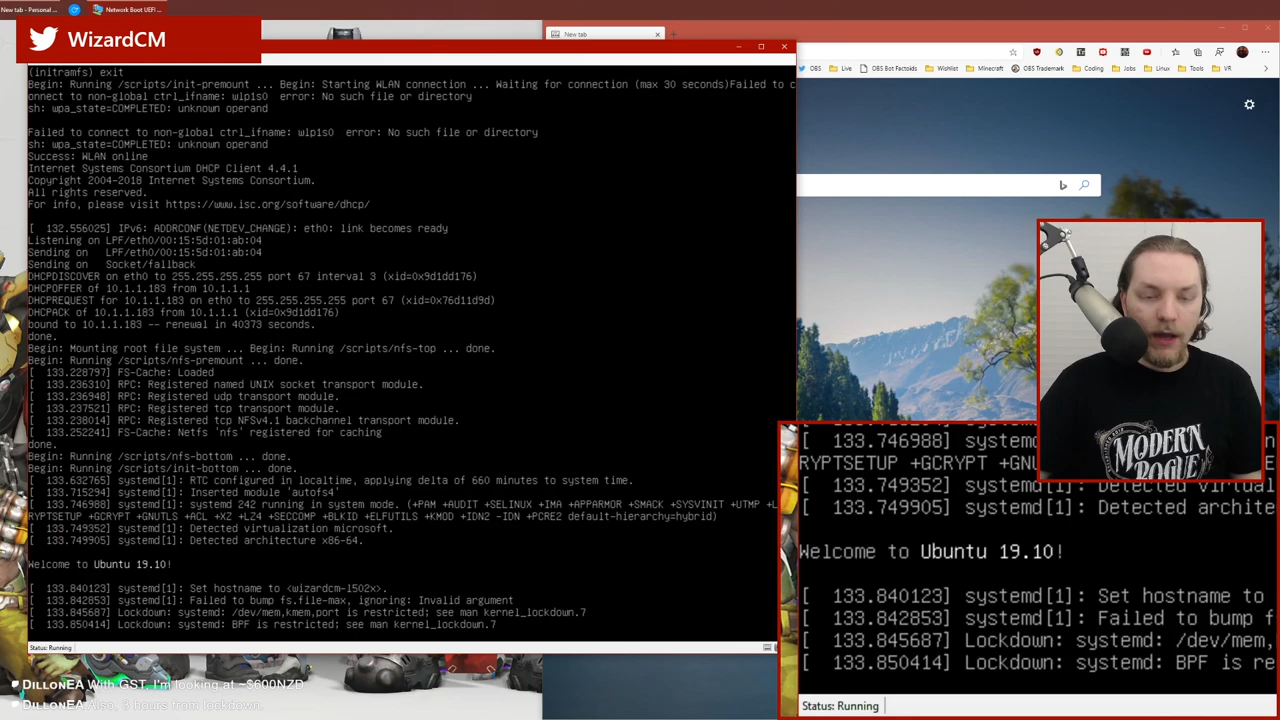 New tab - Personal ...
Network Boot UEFI ...
WizardCM
New tab
OBS
Live
OBS Bot Factoids
Wishlist
Minecraft
OBS Trademark
Coding
Jobs
Linux
Tools
VR
(initramfs) exit
Begin: Running /scripts/init-premount ... Begin: Starting WLAN connection ... Waiting for connection (max 30 seconds)Failed to c
onnect to non-global ctrl_ifname: wlp1s0  error: No such file or directory
sh: wpa_state=COMPLETED: unknown operand
Failed to connect to non-global ctrl_ifname: wlp1s0  error: No such file or directory
sh: wpa_state=COMPLETED: unknown operand
Success: WLAN online
Internet Systems Consortium DHCP Client 4.4.1
Copyright 2004-2018 Internet Systems Consortium.
All rights reserved.
For info, please visit https://www.isc.org/software/dhcp/
[  132.556025] IPv6: ADDRCONF(NETDEV_CHANGE): eth0: link becomes ready
Listening on LPF/eth0/00:15:5d:01:ab:04
Sending on   LPF/eth0/00:15:5d:01:ab:04
Sending on   Socket/fallback
DHCPDISCOVER on eth0 to 255.255.255.255 port 67 interval 3 (xid=0x9d1dd176)
DHCPOFFER of 10.1.1.183 from 10.1.1.1
DHCPREQUEST for 10.1.1.183 on eth0 to 255.255.255.255 port 67 (xid=0x76d11d9d)
DHCPACK of 10.1.1.183 from 10.1.1.1 (xid=0x9d1dd176)
bound to 10.1.1.183 -- renewal in 40373 seconds.
done.
Begin: Mounting root file system ... Begin: Running /scripts/nfs-top ... done.
Begin: Running /scripts/nfs-premount ... done.
[  133.228797] FS-Cache: Loaded
[  133.236310] RPC: Registered named UNIX socket transport module.
[  133.236948] RPC: Registered udp transport module.
[  133.237521] RPC: Registered tcp transport module.
[  133.238014] RPC: Registered tcp NFSv4.1 backchannel transport module.
[  133.252241] FS-Cache: Netfs 'nfs' registered for caching
done.
Begin: Running /scripts/nfs-bottom ... done.
Begin: Running /scripts/init-bottom ... done.
[  133.632765] systemd[1]: RTC configured in localtime, applying delta of 660 minutes to system time.
[  133.715294] systemd[1]: Inserted module 'autofs4'
[  133.746988] systemd[1]: systemd 242 running in system mode. (+PAM +AUDIT +SELINUX +IMA +APPARMOR +SMACK +SYSVINIT +UTMP +L
RYPTSETUP +GCRYPT +GNUTLS +ACL +XZ +LZ4 +SECCOMP +BLKID +ELFUTILS +KMOD +IDN2 -IDN +PCRE2 default-hierarchy=hybrid)
[  133.749352] systemd[1]: Detected virtualization microsoft.
[  133.749905] systemd[1]: Detected architecture x86-64.
Welcome to Ubuntu 19.10!
[  133.840123] systemd[1]: Set hostname to <wizardcm-1502x>.
[  133.842853] systemd[1]: Failed to bump fs.file-max, ignoring: Invalid argument
[  133.845687] Lockdown: systemd: /dev/mem,kmem,port is restricted; see man kernel_lockdown.7
[  133.850414] Lockdown: systemd: BPF is restricted; see man kernel_lockdown.7
Status: Running
MODERN
ROGUE
[  133.746988] systemd
RYPTSETUP +GCRYPT +GNU
[  133.749352] systemd[1]: Detected virtual
[  133.749905] systemd[1]: Detected archite
Welcome to Ubuntu 19.10!
[  133.840123] systemd[1]: Set hostname to
[  133.842853] systemd[1]: Failed to bump f
[  133.845687] Lockdown: systemd: /dev/mem,
[  133.850414] Lockdown: systemd: BPF is re
Status: Running
DILLONEA With GST, I'm looking at ~$600NZD
DILLONEA Also, 3 hours from lockdown.